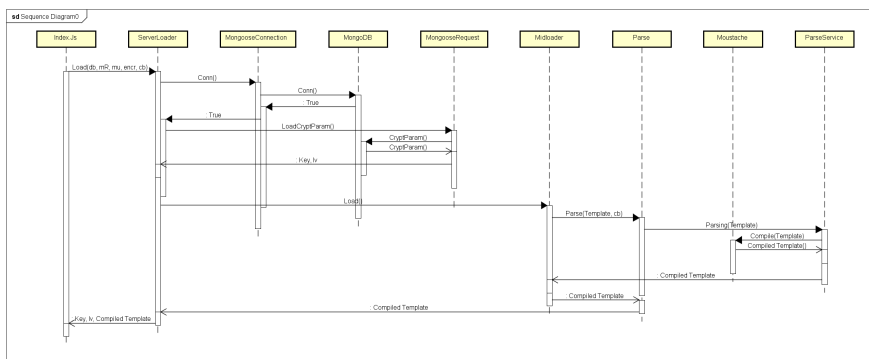 sd Sequence Diagram0
Index.Js
ServerLoader
MongooseConnection
MongoDB
MongooseRequest
Midloader
Parse
Moustache
ParseService
Load(db, mR, mu, encr, cb)
Conn()
Conn()
: True
: True
LoadCryptParam()
CryptParam()
CryptParam()
: Key, Iv
Load()
Parse(Template, cb)
Parsing(Template)
Compile(Template)
Compiled Template()
: Compiled Template
: Compiled Template
: Compiled Template
: Key, Iv, Compiled Template